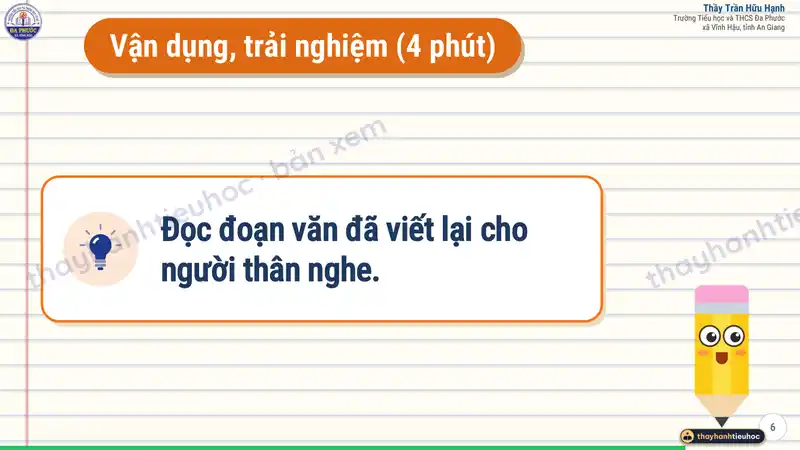 ĐA PHƯỚC
Thầy Trần Hữu Hạnh
Trường Tiểu học và THCS Đa Phước
xã Vĩnh Hậu, tỉnh An Giang
Vận dụng, trải nghiệm (4 phút)
thayhanhtieuhoc · bản xem
Đọc đoạn văn đã viết lại cho
người thân nghe.
thayhanhtie
thayhanhtieuhoc
6